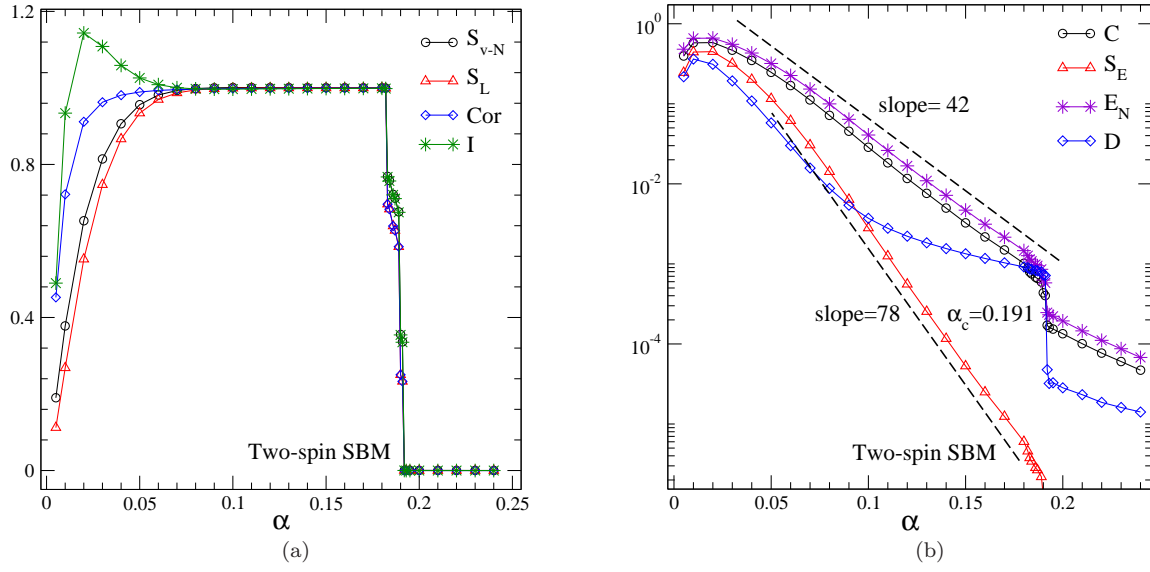 1.2
0.8
0.4
0
0
0.05
0.1
0.15
0.2
0.25
S_{v-N}
S_L
Cor
I
Two-spin SBM
α
(a)
10^0
10^{-2}
10^{-4}
0
0.05
0.1
0.15
0.2
C
S_E
E_N
D
slope= 42
slope=78
α_c=0.191
Two-spin SBM
α
(b)